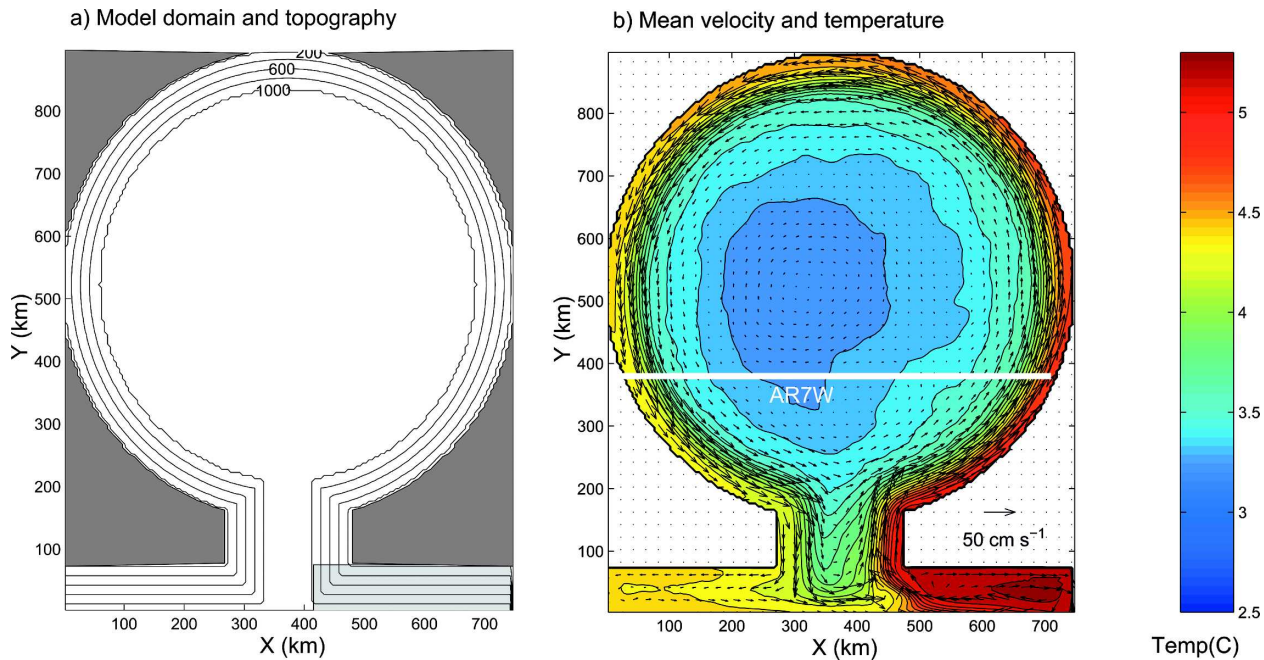 a) Model domain and topography
200
600
1000
800
700
600
500
400
300
200
100
Y (km)
100 200 300 400 500 600 700
X (km)
b) Mean velocity and temperature
800
700
600
500
400
300
200
100
Y (km)
AR7W
50 cm s⁻¹
100 200 300 400 500 600 700
X (km)
5
4.5
4
3.5
3
2.5
Temp(C)